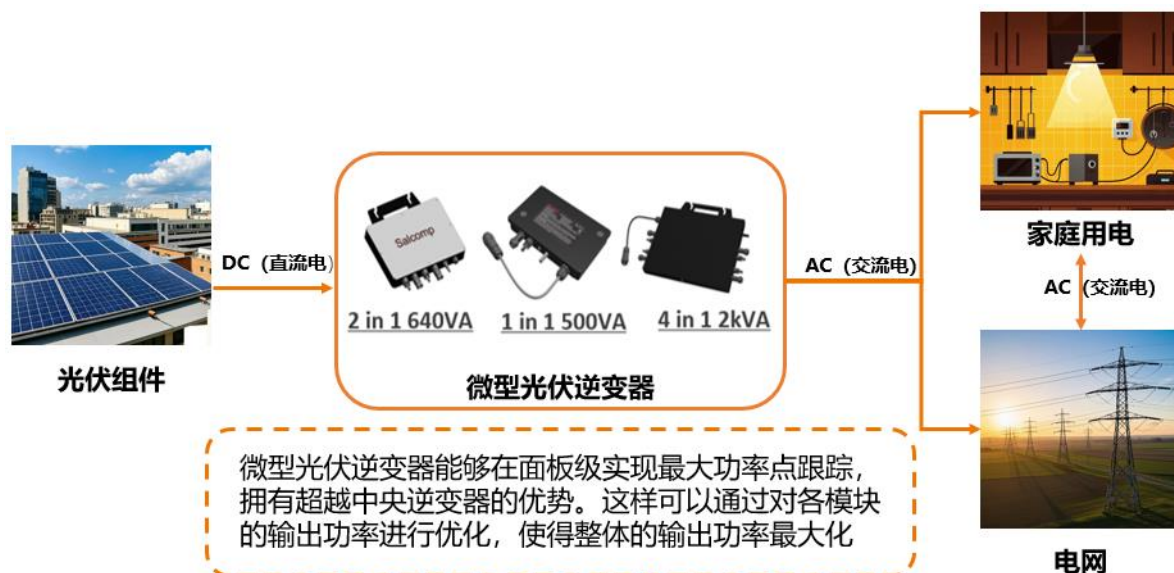 光伏组件
DC（直流电）
Salcomp
2 in 1 640VA
1 in 1 500VA
4 in 1 2kVA
微型光伏逆变器
AC（交流电）
家庭用电
AC（交流电）
电网
微型光伏逆变器能够在面板级实现最大功率点跟踪，
拥有超越中央逆变器的优势。这样可以通过对各模块
的输出功率进行优化，使得整体的输出功率最大化